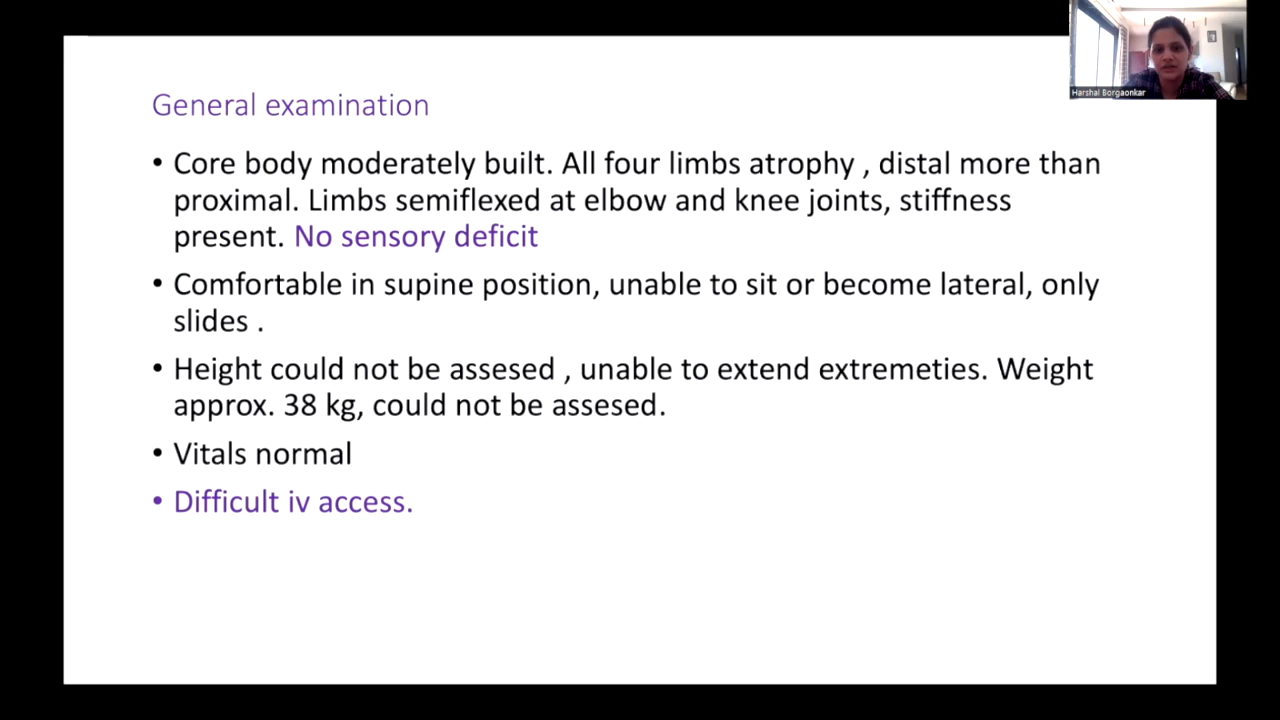 Harshal Borgaonkar
General examination
• Core body moderately built. All four limbs atrophy , distal more than
proximal. Limbs semiflexed at elbow and knee joints, stiffness
present. No sensory deficit
• Comfortable in supine position, unable to sit or become lateral, only
slides .
• Height could not be assesed , unable to extend extremeties. Weight
approx. 38 kg, could not be assesed.
• Vitals normal
• Difficult iv access.